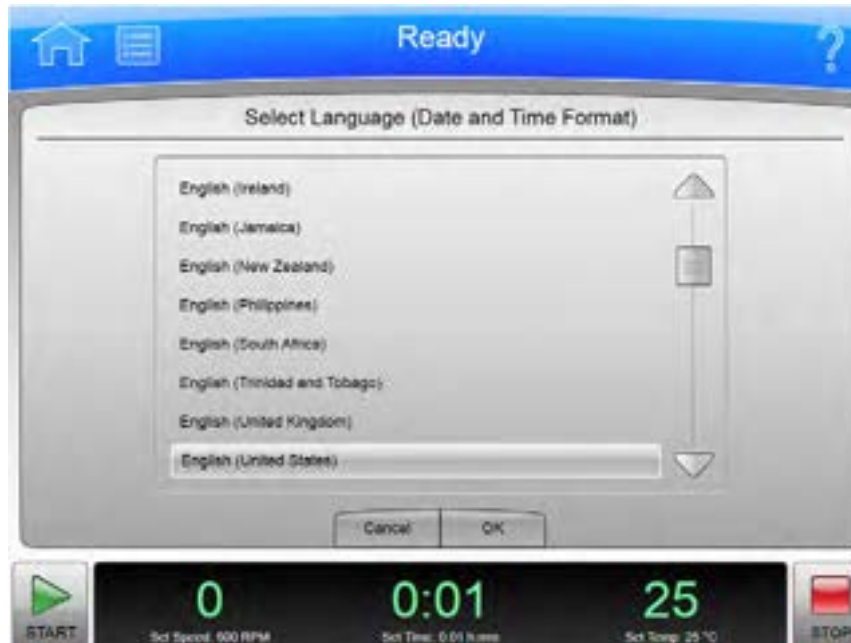 Ready
?
Select Language (Date and Time Format)
English (Ireland)
English (Jamaica)
English (New Zealand)
English (Philippines)
English (South Africa)
English (Trinidad and Tobago)
English (United Kingdom)
English (United States)
Cancel OK
START 0 0:01 25 STOP
Set Speed: 500 RPM Set Time: 0:01 h:mm Set Temp: 25 °C